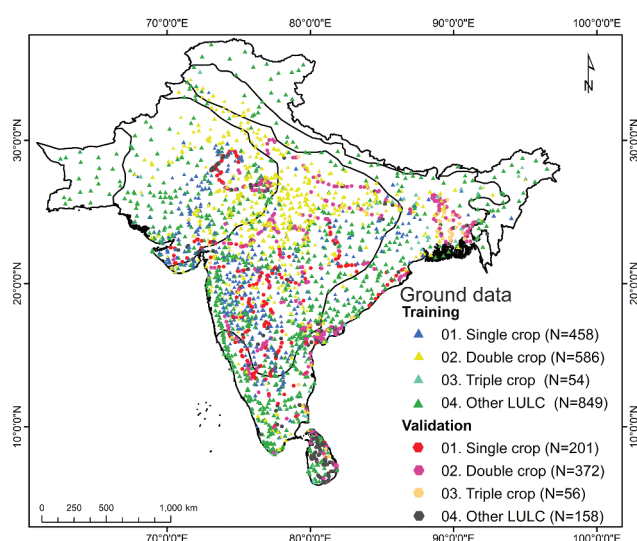 70°0'0"E 80°0'0"E 90°0'0"E 100°0'0"E
N
30°0'0"N 30°0'0"N
20°0'0"N 20°0'0"N
10°0'0"N 10°0'0"N
Ground data
Training
01. Single crop (N=458)
02. Double crop (N=586)
03. Triple crop (N=54)
04. Other LULC (N=849)
Validation
01. Single crop (N=201)
02. Double crop (N=372)
03. Triple crop (N=56)
04. Other LULC (N=158)
0 250 500 1,000 km
70°0'0"E 80°0'0"E 90°0'0"E 100°0'0"E